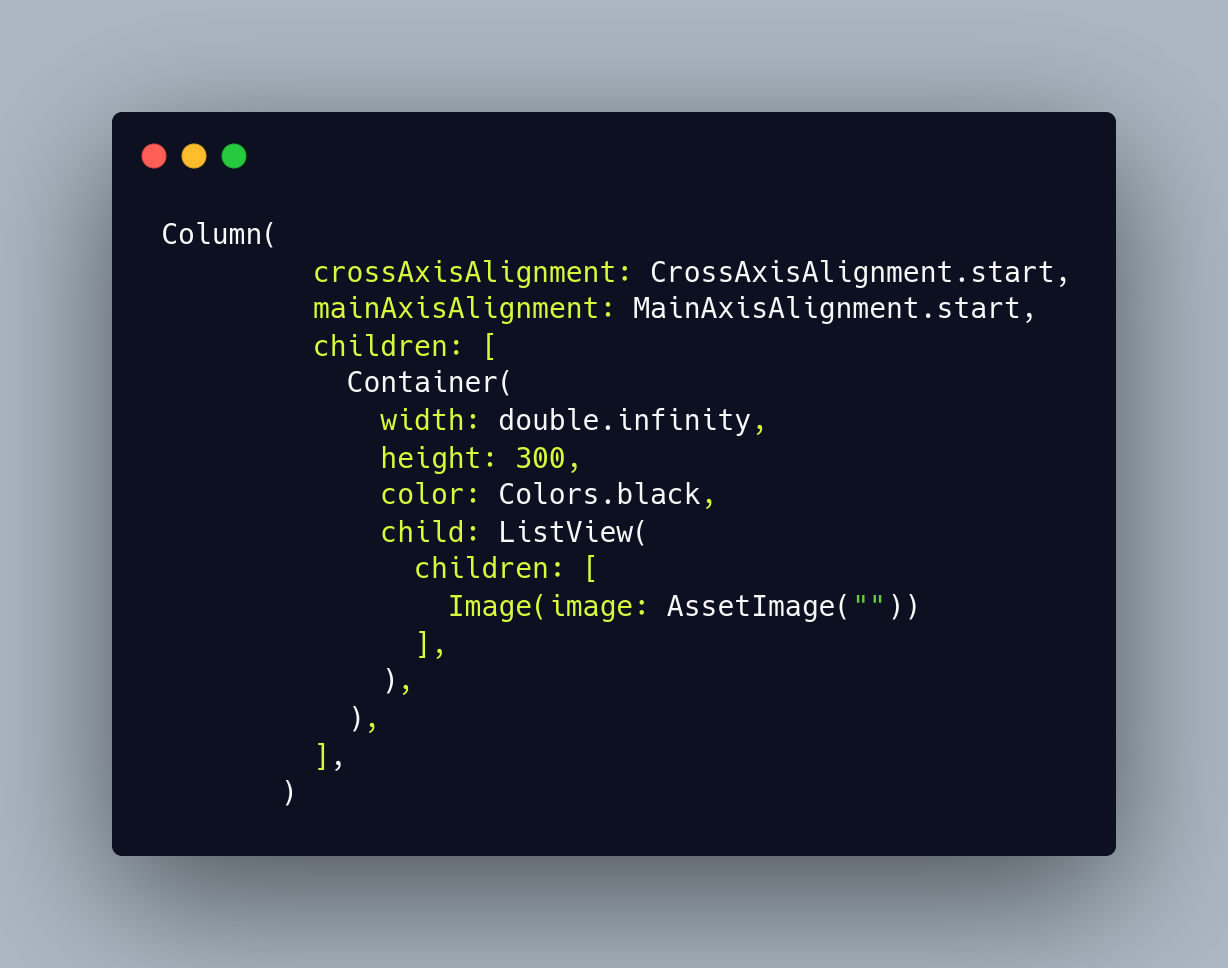 Column(
crossAxisAlignment: CrossAxisAlignment.start,
mainAxisAlignment: MainAxisAlignment.start,
children: [
Container(
width: double.infinity,
height: 300,
color: Colors.black,
child: ListView(
children: [
Image(image: AssetImage(""))
],
),
),
],
)